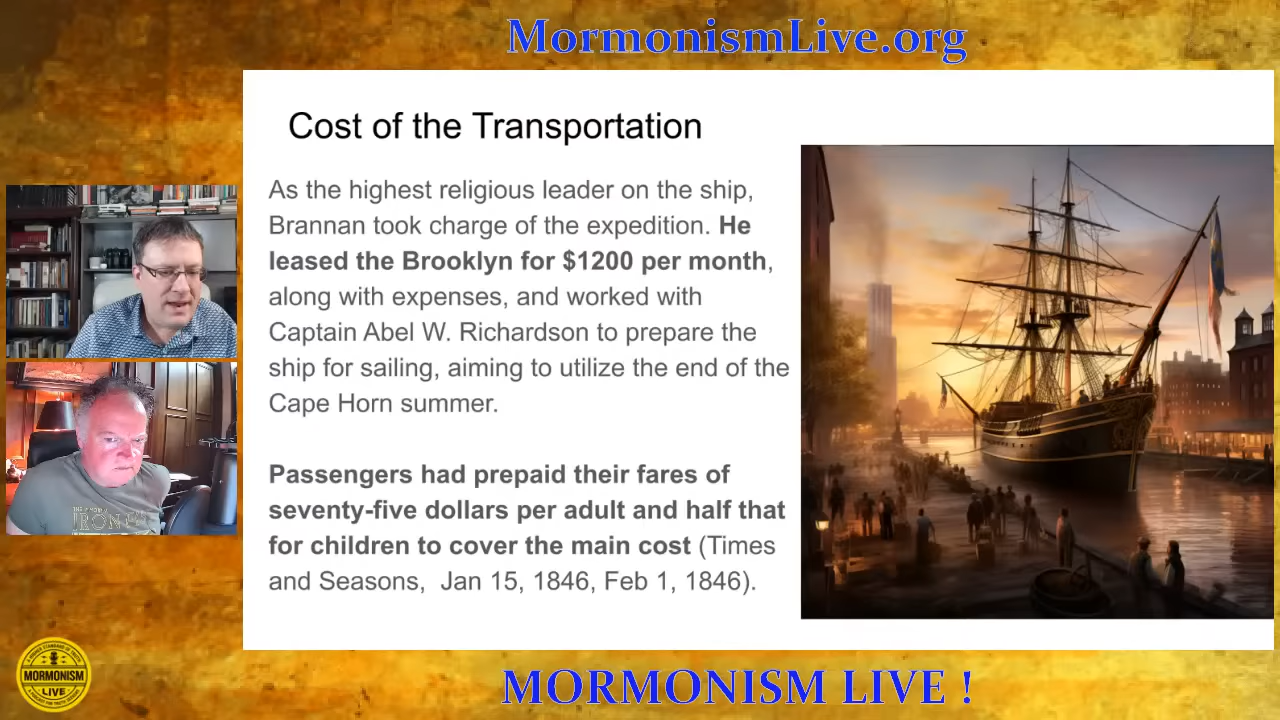 MormonismLive.org
Cost of the Transportation
As the highest religious leader on the ship,
Brannan took charge of the expedition. He
leased the Brooklyn for $1200 per month,
along with expenses, and worked with
Captain Abel W. Richardson to prepare the
ship for sailing, aiming to utilize the end of the
Cape Horn summer.
Passengers had prepaid their fares of
seventy-five dollars per adult and half that
for children to cover the main cost (Times
and Seasons,  Jan 15, 1846, Feb 1, 1846).
IRON
MORMONISM
LIVE
MORMONISM LIVE !